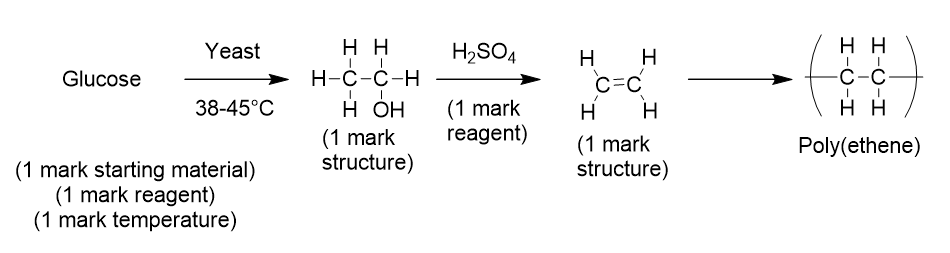 Glucose
Yeast
38-45°C
(1 mark starting material)
(1 mark reagent)
(1 mark temperature)
H H
H-C-C-H
H OH
(1 mark
structure)
H₂SO₄
(1 mark
reagent)
H H
C=C
H H
(1 mark
structure)
H H
C-C
H H
Poly(ethene)